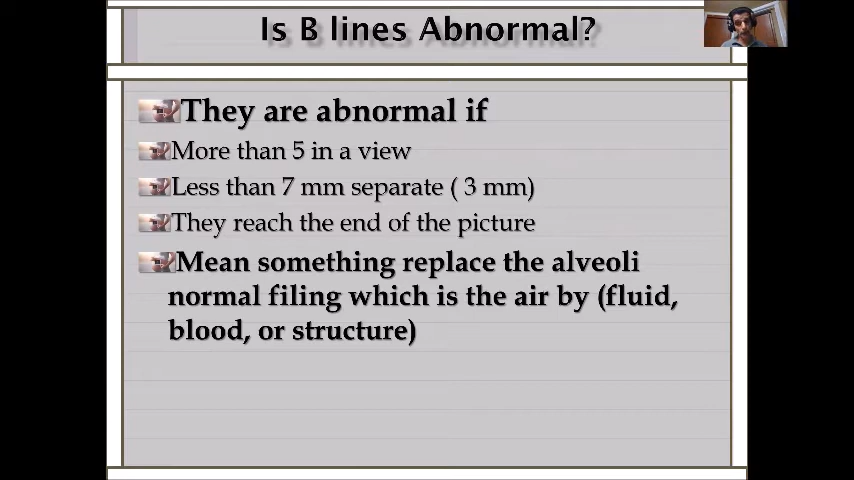 Is B lines Abnormal?
They are abnormal if
More than 5 in a view
Less than 7 mm separate ( 3 mm)
They reach the end of the picture
Mean something replace the alveoli
normal filing which is the air by (fluid,
blood, or structure)